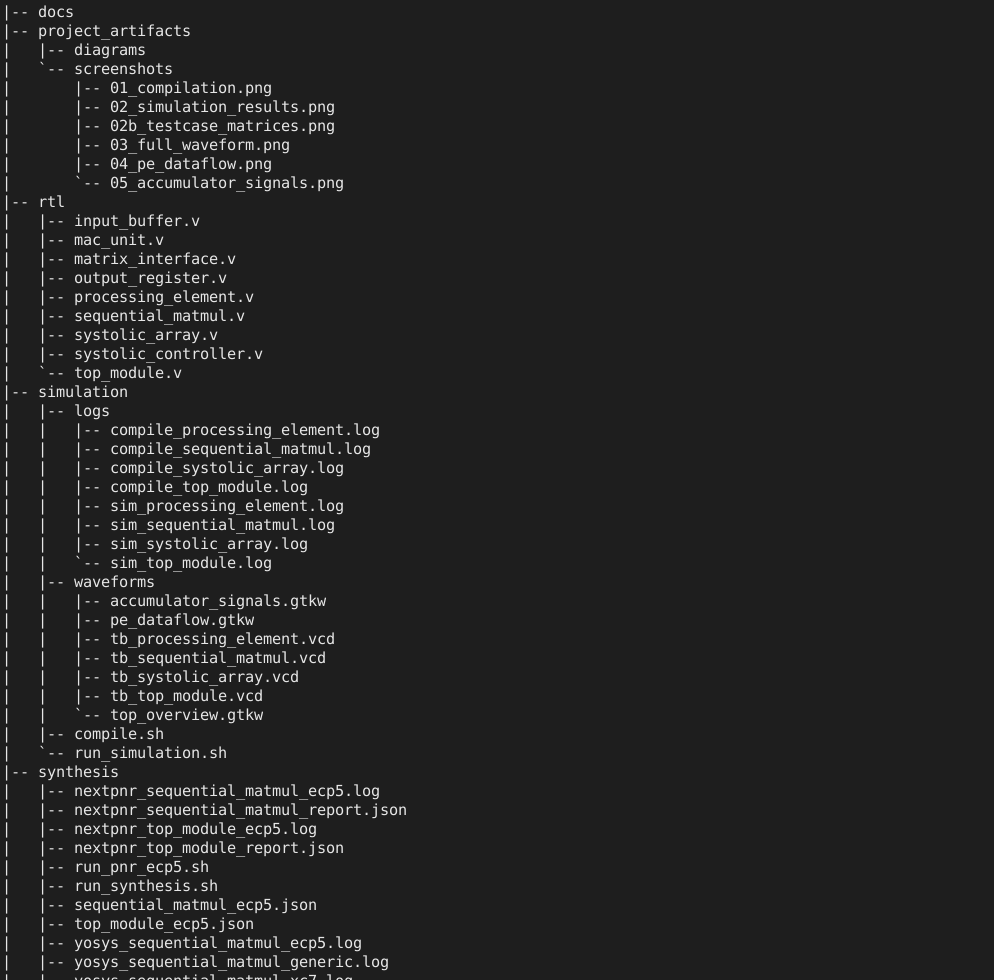 |-- docs
|-- project_artifacts
|   |-- diagrams
|   `-- screenshots
|       |-- 01_compilation.png
|       |-- 02_simulation_results.png
|       |-- 02b_testcase_matrices.png
|       |-- 03_full_waveform.png
|       |-- 04_pe_dataflow.png
|       `-- 05_accumulator_signals.png
|-- rtl
|   |-- input_buffer.v
|   |-- mac_unit.v
|   |-- matrix_interface.v
|   |-- output_register.v
|   |-- processing_element.v
|   |-- sequential_matmul.v
|   |-- systolic_array.v
|   |-- systolic_controller.v
|   `-- top_module.v
|-- simulation
|   |-- logs
|   |   |-- compile_processing_element.log
|   |   |-- compile_sequential_matmul.log
|   |   |-- compile_systolic_array.log
|   |   |-- compile_top_module.log
|   |   |-- sim_processing_element.log
|   |   |-- sim_sequential_matmul.log
|   |   |-- sim_systolic_array.log
|   |   `-- sim_top_module.log
|   |-- waveforms
|   |   |-- accumulator_signals.gtkw
|   |   |-- pe_dataflow.gtkw
|   |   |-- tb_processing_element.vcd
|   |   |-- tb_sequential_matmul.vcd
|   |   |-- tb_systolic_array.vcd
|   |   |-- tb_top_module.vcd
|   |   `-- top_overview.gtkw
|   |-- compile.sh
|   `-- run_simulation.sh
|-- synthesis
|   |-- nextpnr_sequential_matmul_ecp5.log
|   |-- nextpnr_sequential_matmul_report.json
|   |-- nextpnr_top_module_ecp5.log
|   |-- nextpnr_top_module_report.json
|   |-- run_pnr_ecp5.sh
|   |-- run_synthesis.sh
|   |-- sequential_matmul_ecp5.json
|   |-- top_module_ecp5.json
|   |-- yosys_sequential_matmul_ecp5.log
|   |-- yosys_sequential_matmul_generic.log
|   |-- yosys_sequential_matmul_xc7.log